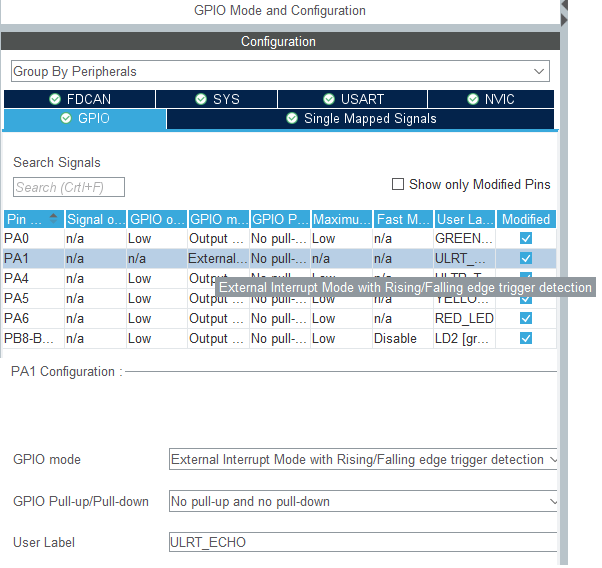 GPIO Mode and Configuration
Configuration
Group By Peripherals
FDCAN SYS USART NVIC
GPIO Single Mapped Signals
Search Signals
Search (Crtl+F)
Show only Modified Pins
Pin ... Signal o... GPIO o... GPIO m... GPIO P... Maximu... Fast M... User La... Modified
PA0 n/a Low Output ... No pull-... Low n/a GREEN...
PA1 n/a n/a External... No pull-... n/a n/a ULRT_...
PA4 n/a Low Output
External Interrupt Mode with Rising/Falling edge trigger detection
PA5 n/a Low Output ... No pull-... Low n/a YELLO...
PA6 n/a Low Output ... No pull-... Low n/a RED_LED
PB8-B... n/a Low Output ... No pull-... Low Disable LD2 [gr...
PA1 Configuration :
GPIO mode External Interrupt Mode with Rising/Falling edge trigger detection
GPIO Pull-up/Pull-down No pull-up and no pull-down
User Label ULRT_ECHO